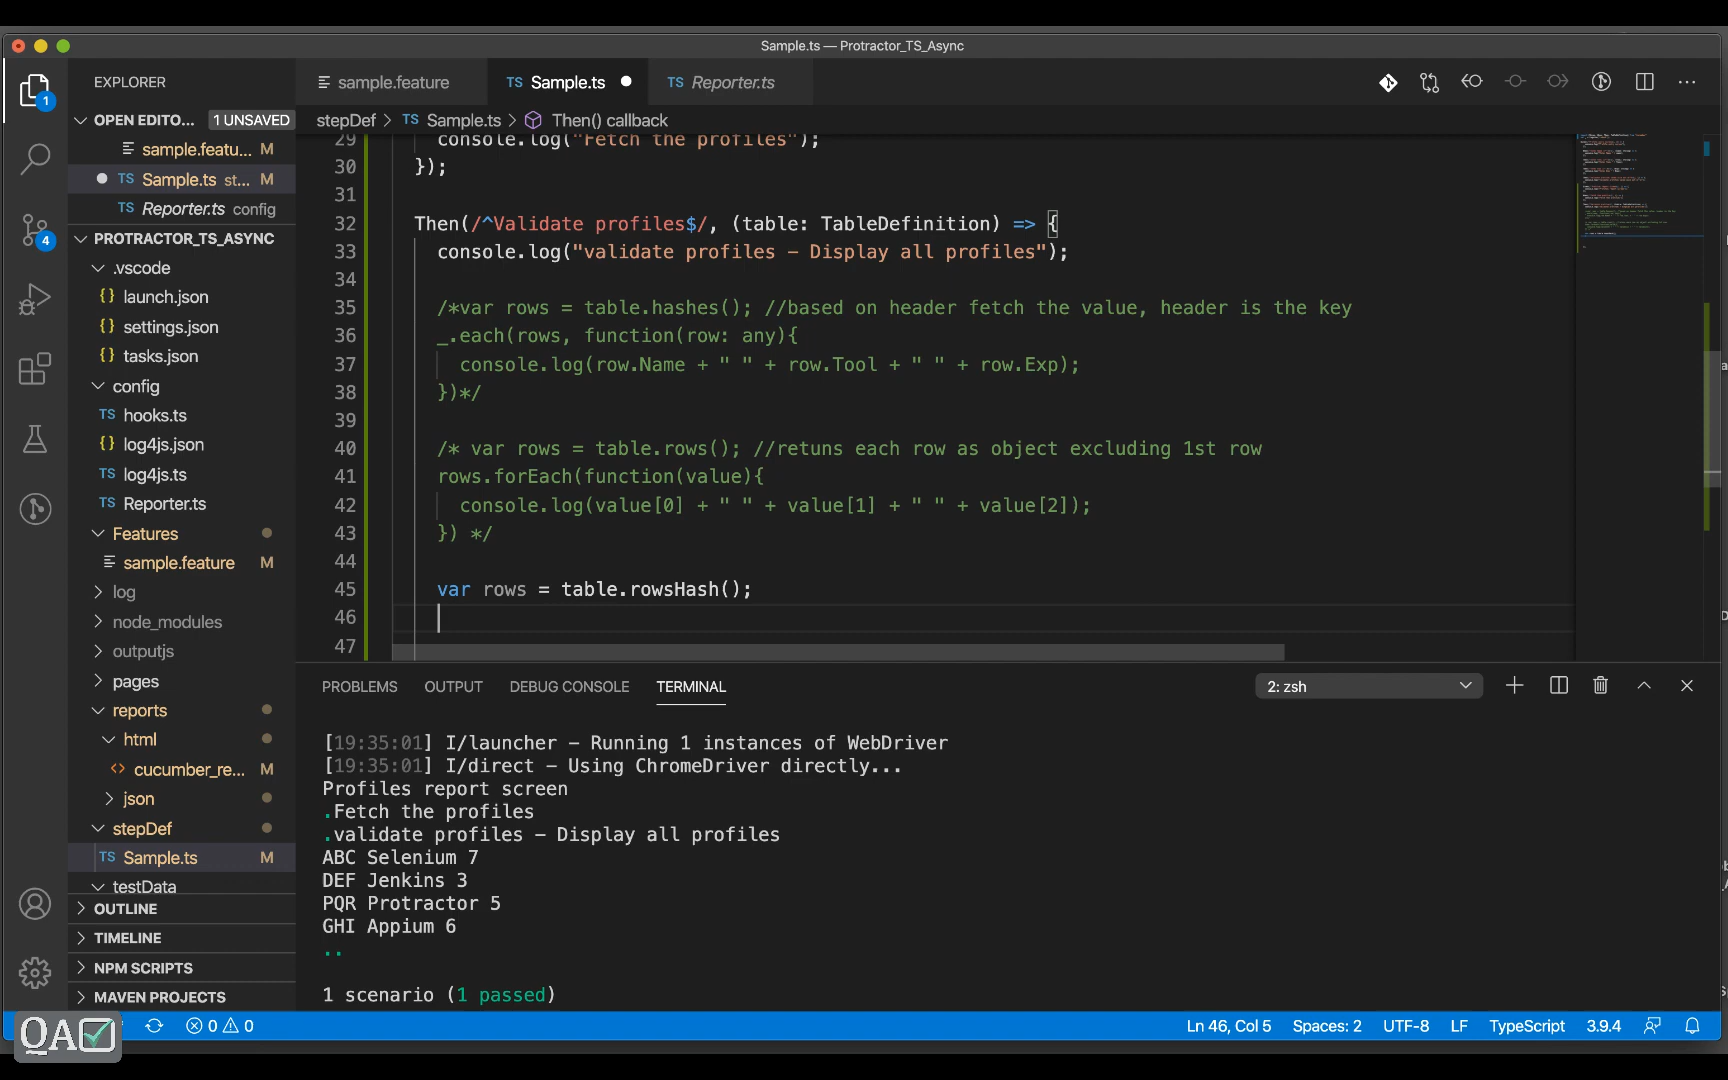 Sample.ts — Protractor_TS_Async
EXPLORER
sample.feature
TS Sample.ts
TS Reporter.ts
1
OPEN EDITO... 1 UNSAVED
stepDef > TS Sample.ts > Then() callback
sample.featu... M
TS Sample.ts st... M
TS Reporter.ts config
PROTRACTOR_TS_ASYNC
4
.vscode
{} launch.json
{} settings.json
{} tasks.json
config
TS hooks.ts
{} log4js.json
TS log4js.ts
TS Reporter.ts
Features
sample.feature M
log
node_modules
outputjs
pages
reports
html
<> cucumber_re... M
json
stepDef
TS Sample.ts M
testData
OUTLINE
TIMELINE
NPM SCRIPTS
MAVEN PROJECTS
29 console.log("Fetch the profiles");
30 });
31
32 Then(/^Validate profiles$/, (table: TableDefinition) => {
33 console.log("validate profiles – Display all profiles");
34
35 /*var rows = table.hashes(); //based on header fetch the value, header is the key
36 _.each(rows, function(row: any){
37 console.log(row.Name + " " + row.Tool + " " + row.Exp);
38 })*/
39
40 /* var rows = table.rows(); //retuns each row as object excluding 1st row
41 rows.forEach(function(value){
42 console.log(value[0] + " " + value[1] + " " + value[2]);
43 }) */
44
45 var rows = table.rowsHash();
46
47
PROBLEMS OUTPUT DEBUG CONSOLE TERMINAL 2: zsh
[19:35:01] I/launcher – Running 1 instances of WebDriver
[19:35:01] I/direct – Using ChromeDriver directly...
Profiles report screen
.Fetch the profiles
.validate profiles – Display all profiles
ABC Selenium 7
DEF Jenkins 3
PQR Protractor 5
GHI Appium 6
..
1 scenario (1 passed)
QA
0 0
Ln 46, Col 5 Spaces: 2 UTF-8 LF TypeScript 3.9.4